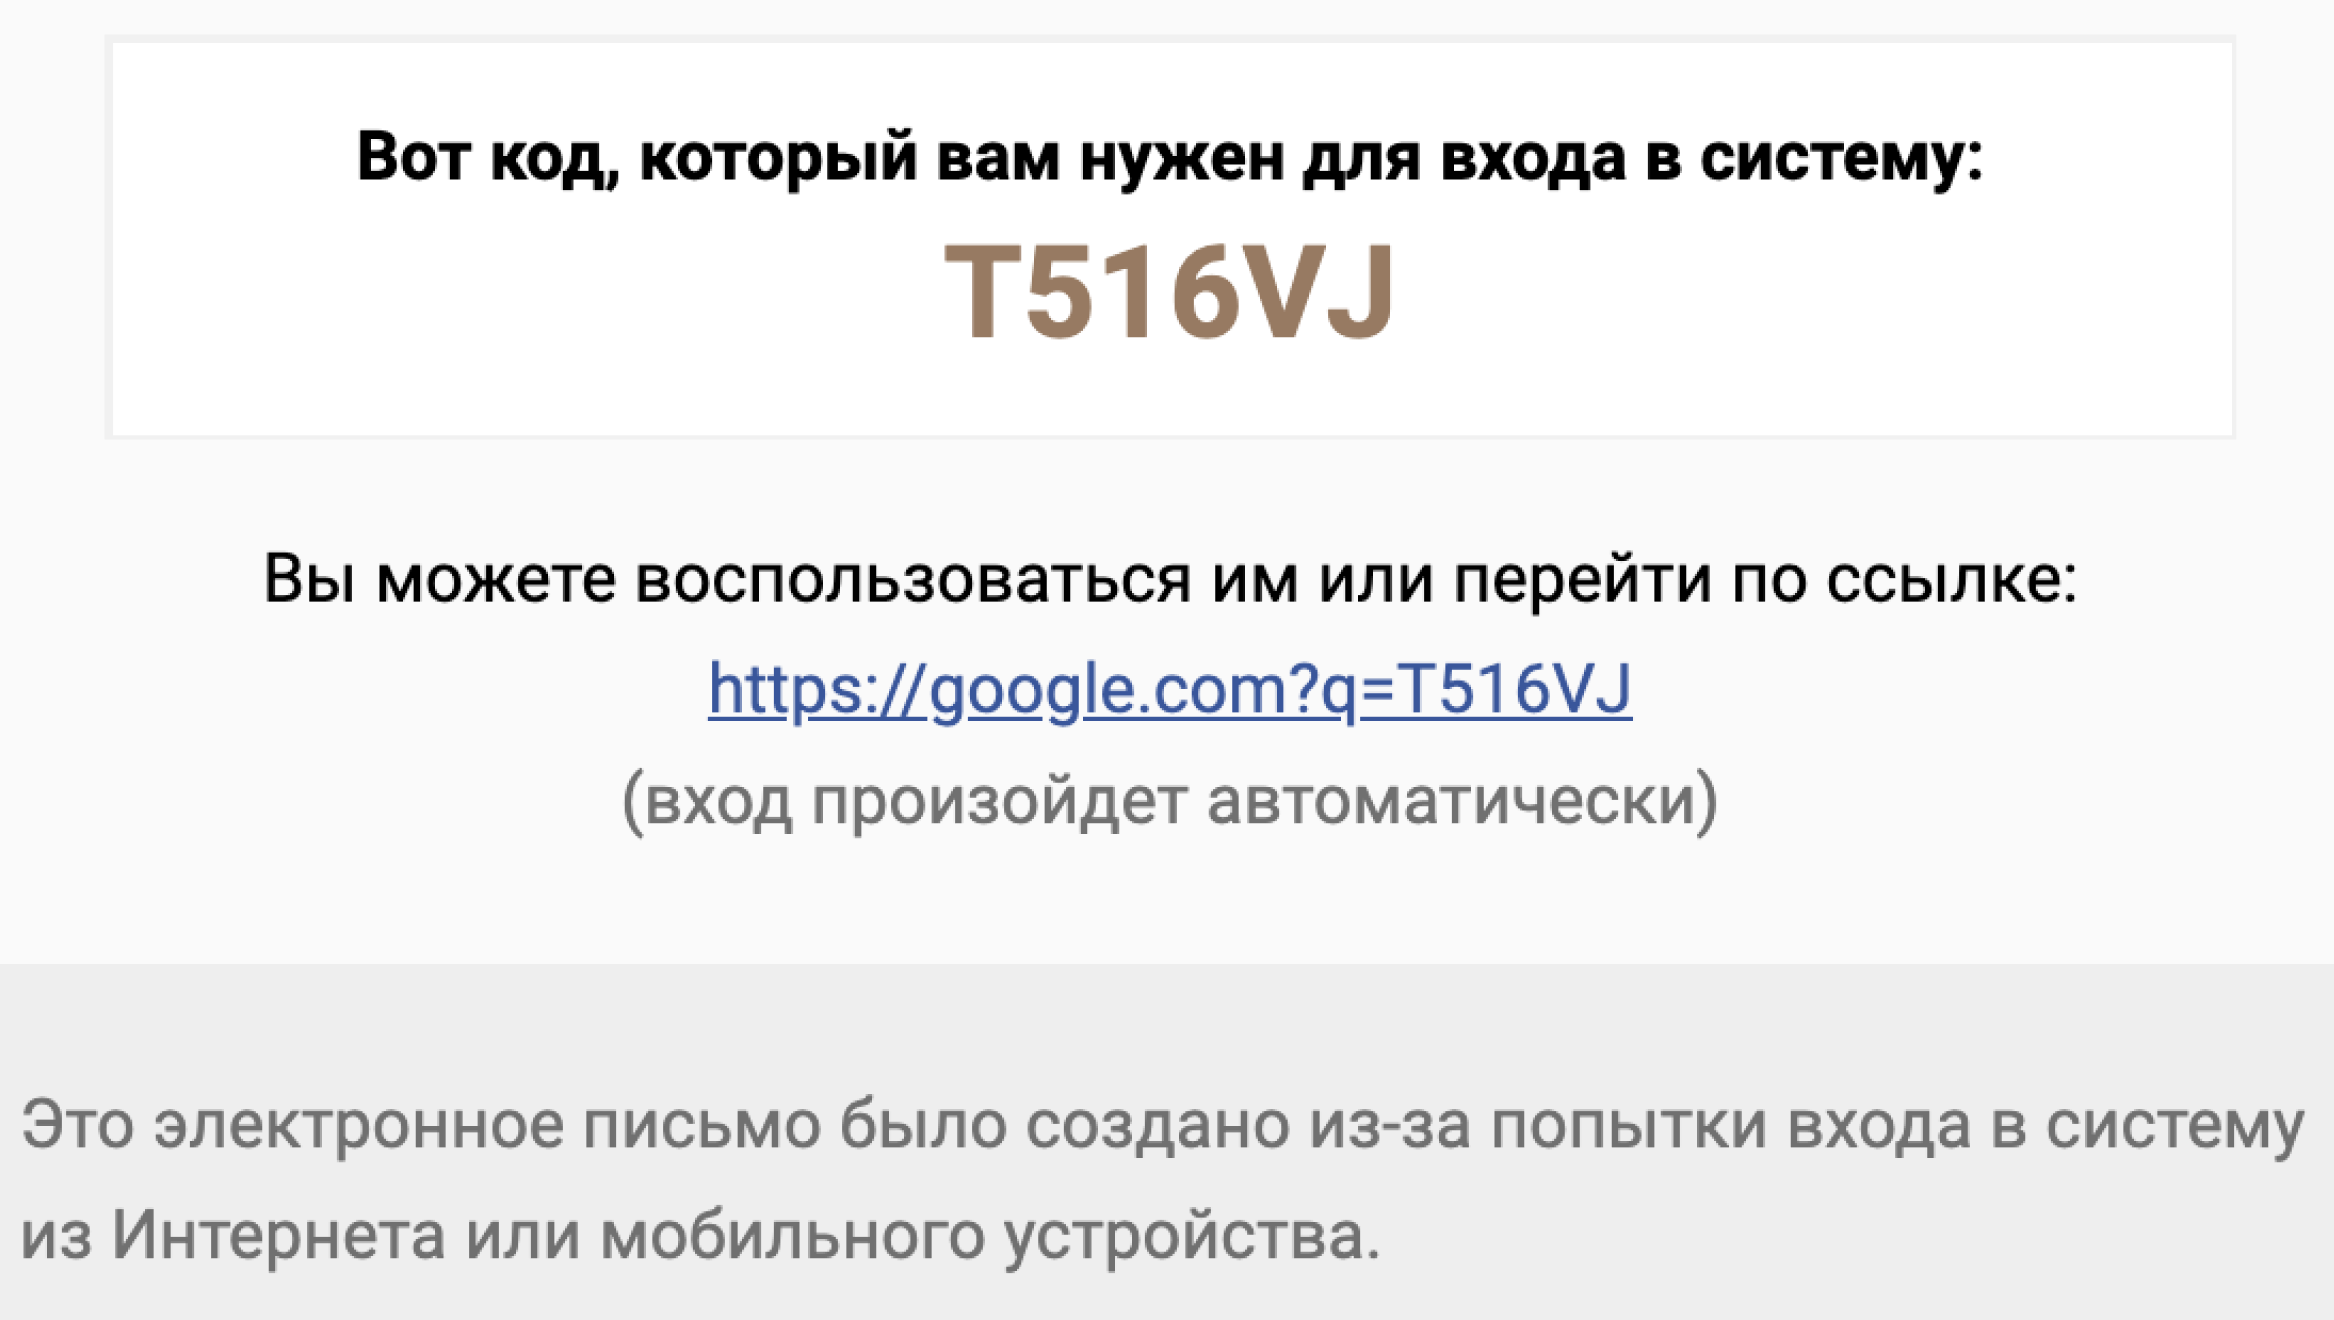 Вот код, который вам нужен для входа в систему:
T516VJ
Вы можете воспользоваться им или перейти по ссылке:
https://google.com?q=T516VJ
(вход произойдет автоматически)
Это электронное письмо было создано из-за попытки входа в систему
из Интернета или мобильного устройства.